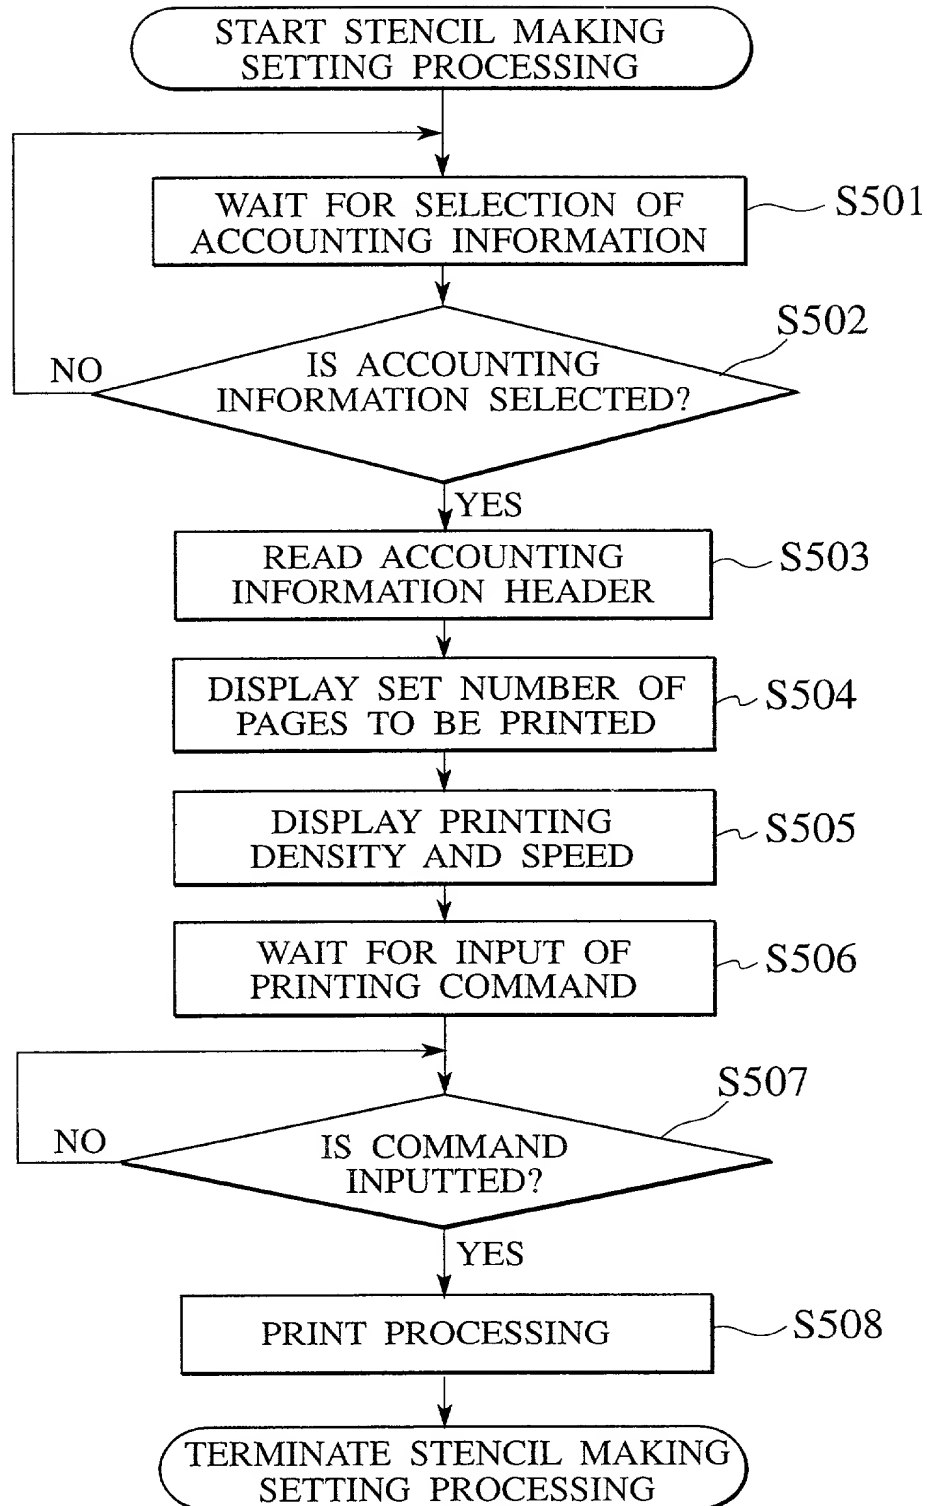 START STENCIL MAKING
SETTING PROCESSING
WAIT FOR SELECTION OF
ACCOUNTING INFORMATION
S501
S502
IS ACCOUNTING
INFORMATION SELECTED?
NO
YES
READ ACCOUNTING
INFORMATION HEADER
S503
DISPLAY SET NUMBER OF
PAGES TO BE PRINTED
S504
DISPLAY PRINTING
DENSITY AND SPEED
S505
WAIT FOR INPUT OF
PRINTING COMMAND
S506
S507
IS COMMAND
INPUTTED?
NO
YES
PRINT PROCESSING
S508
TERMINATE STENCIL MAKING
SETTING PROCESSING